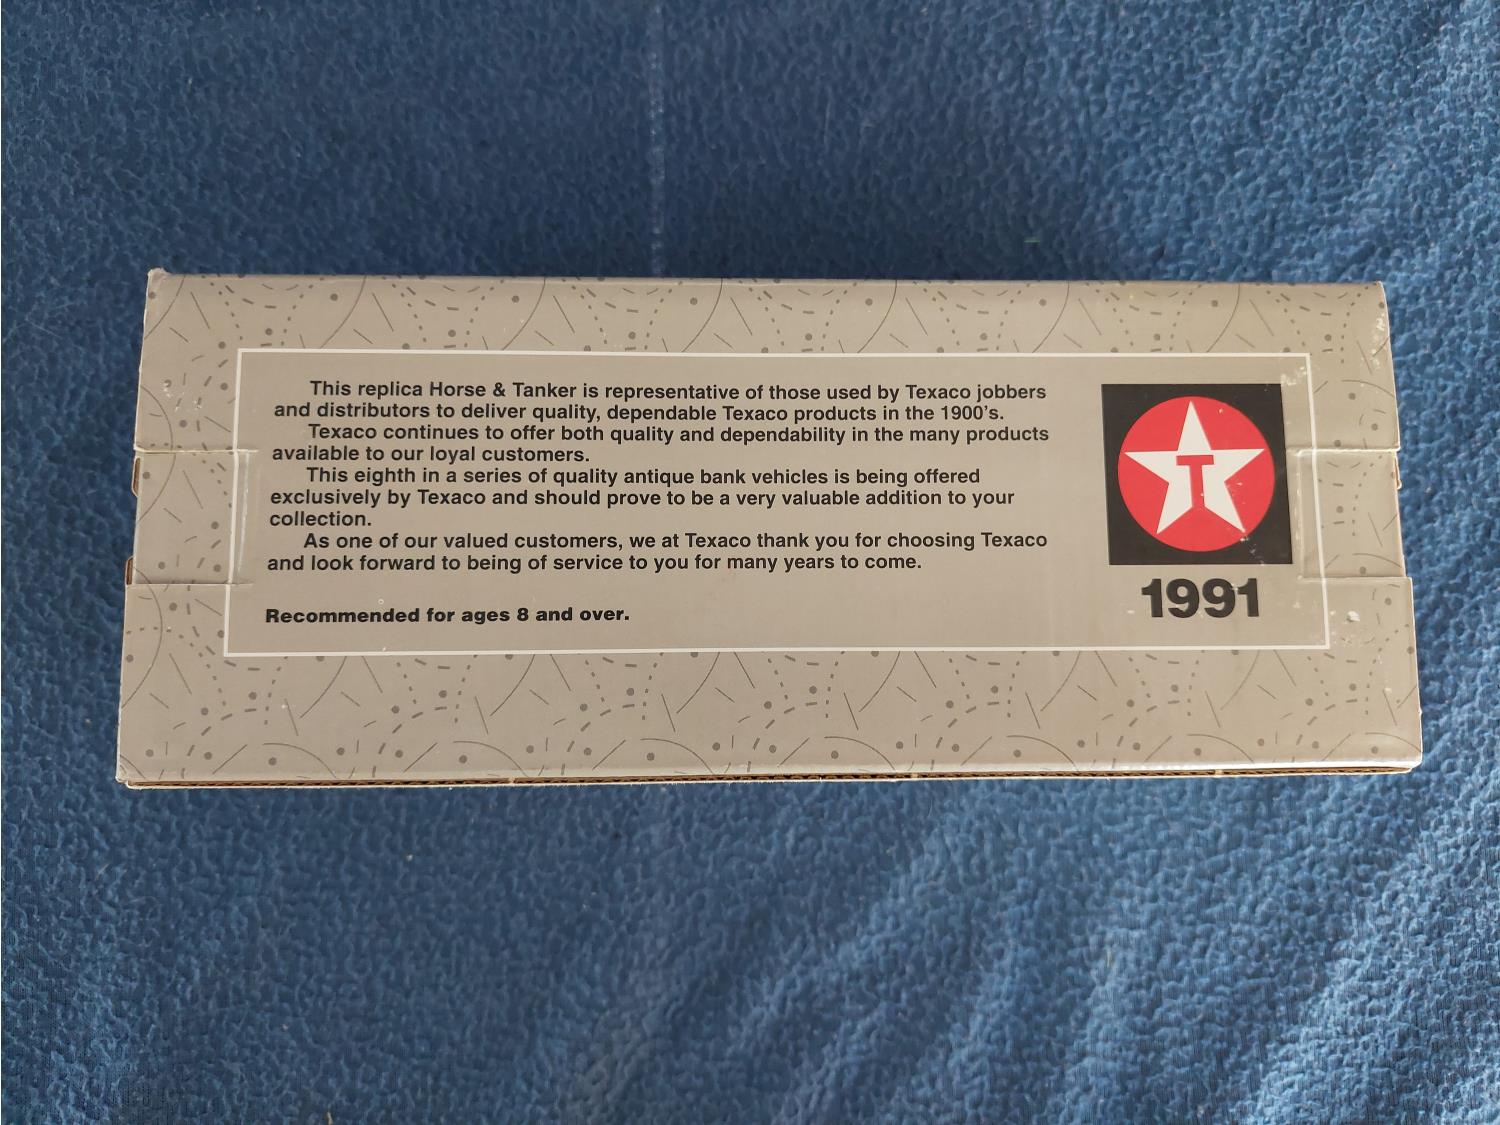 This replica Horse & Tanker is representative of those used by Texaco jobbers
and distributors to deliver quality, dependable Texaco products in the 1900's.
Texaco continues to offer both quality and dependability in the many products
available to our loyal customers.
This eighth in a series of quality antique bank vehicles is being offered
exclusively by Texaco and should prove to be a very valuable addition to your
collection.
As one of our valued customers, we at Texaco thank you for choosing Texaco
and look forward to being of service to you for many years to come.
Recommended for ages 8 and over.
T
1991